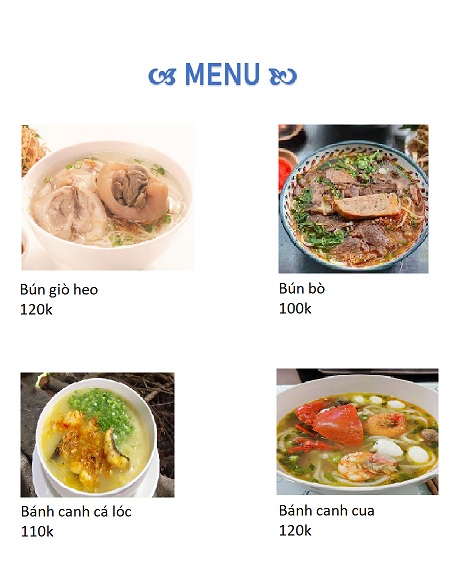 MENU
Bún giò heo
120k
Bún bò
100k
Bánh canh cá lóc
110k
Bánh canh cua
120k